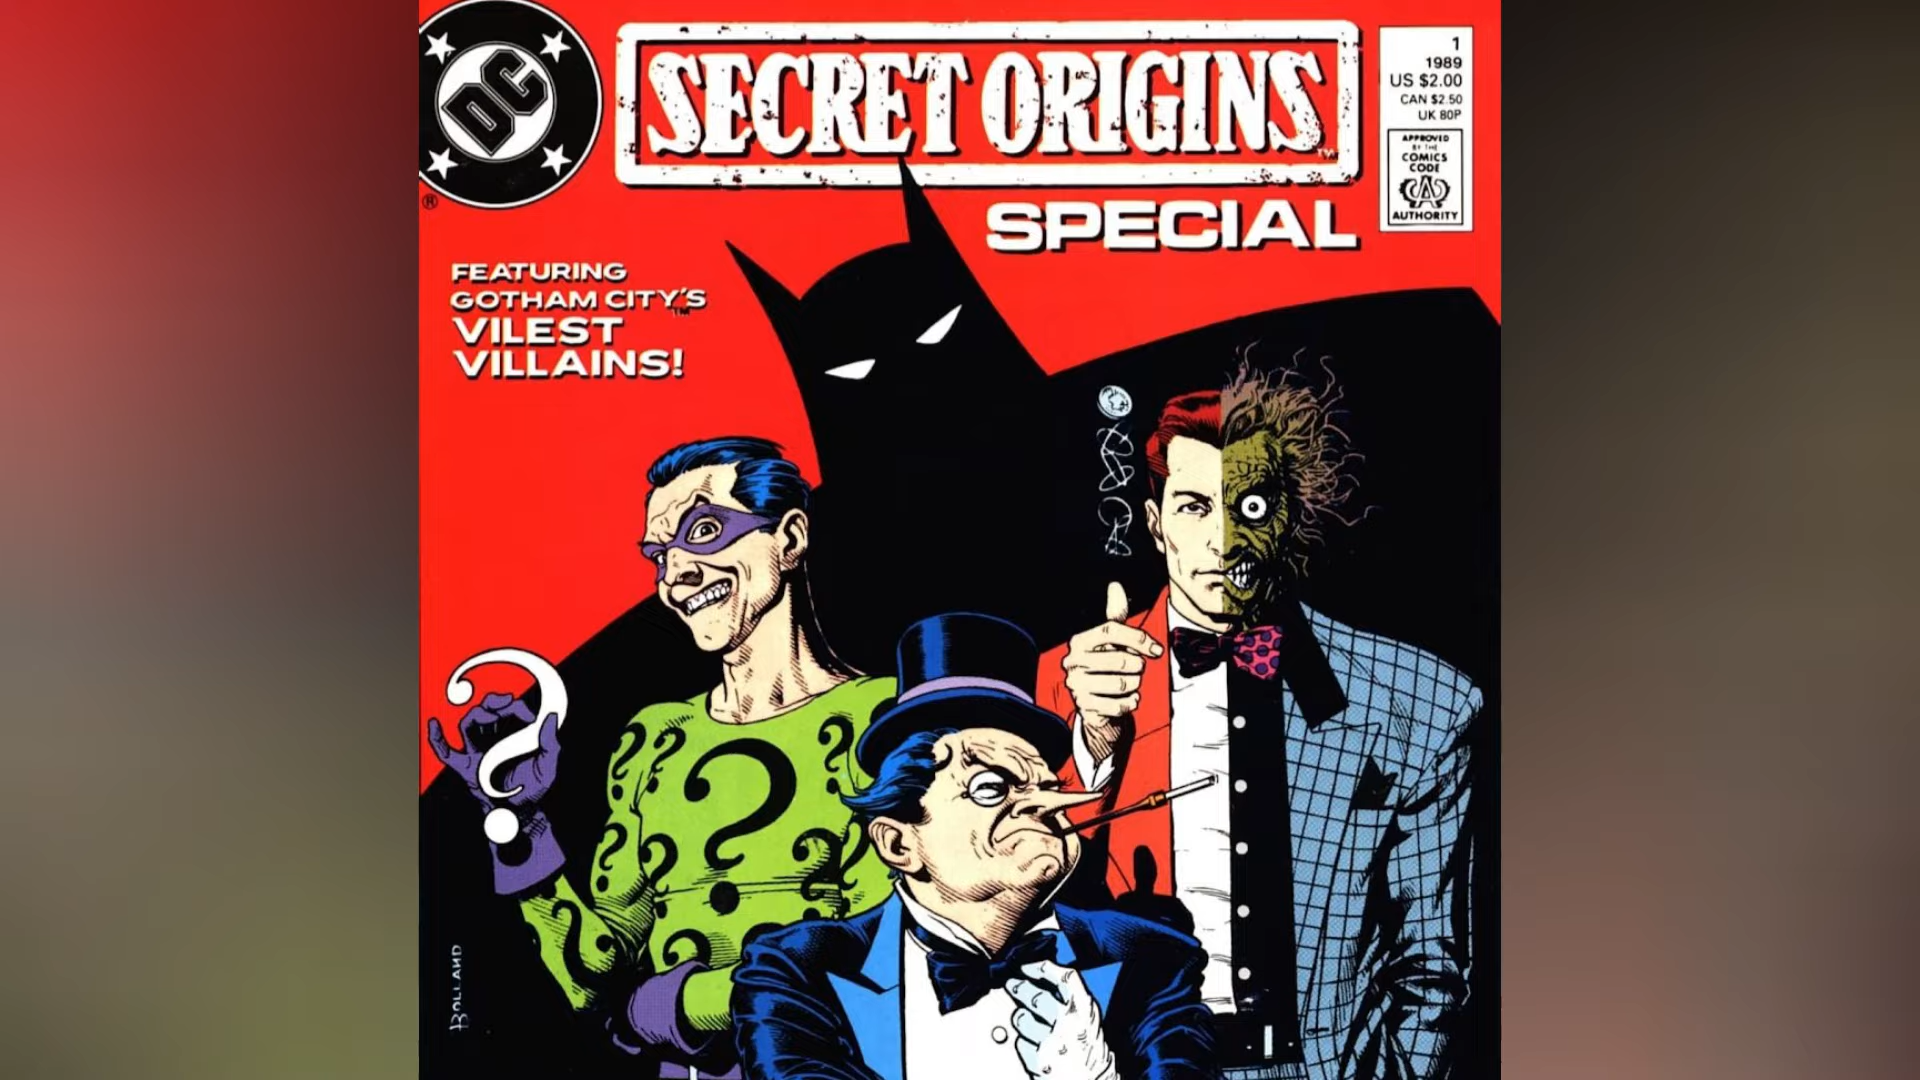 DC
®
SECRET ORIGINS
TM
SPECIAL
1
1989
US $2.00
CAN $2.50
UK 80P
APPROVED
BY THE
COMICS
CODE
CA
AUTHORITY
FEATURING
GOTHAM CITY'S
TM
VILEST
VILLAINS!
BOLLAND